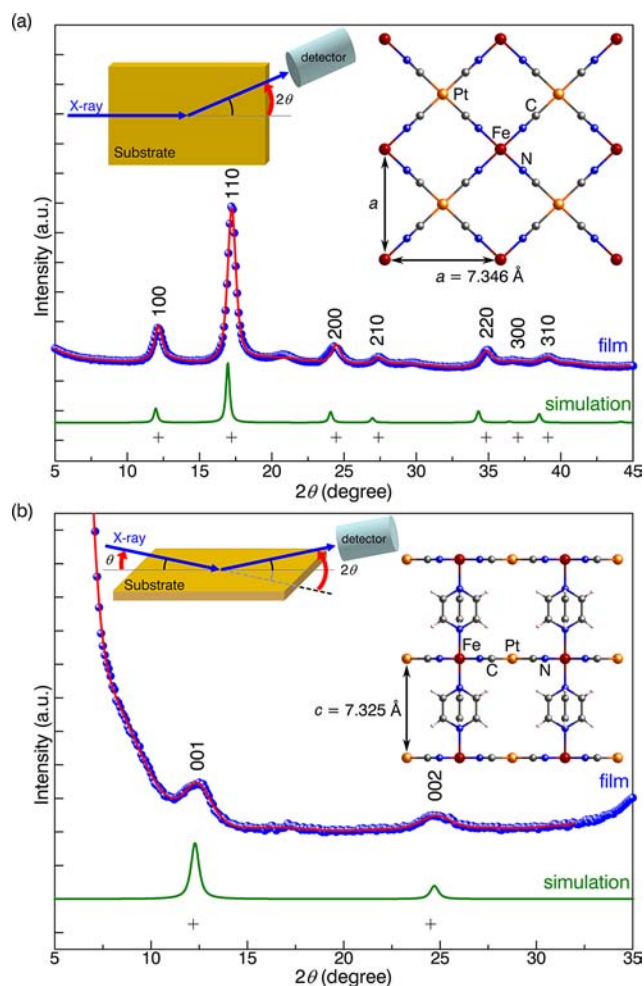 (a)
detector
X-ray
2θ
Substrate
Pt
C
Fe
N
a
a = 7.346 Å
100
110
200
210
220
300
310
film
simulation
Intensity (a.u.)
5 10 15 20 25 30 35 40 45
2θ (degree)
(b)
X-ray
detector
θ
2θ
Substrate
Fe
Pt
C
N
c = 7.325 Å
001
002
film
simulation
Intensity (a.u.)
5 10 15 20 25 30 35
2θ (degree)